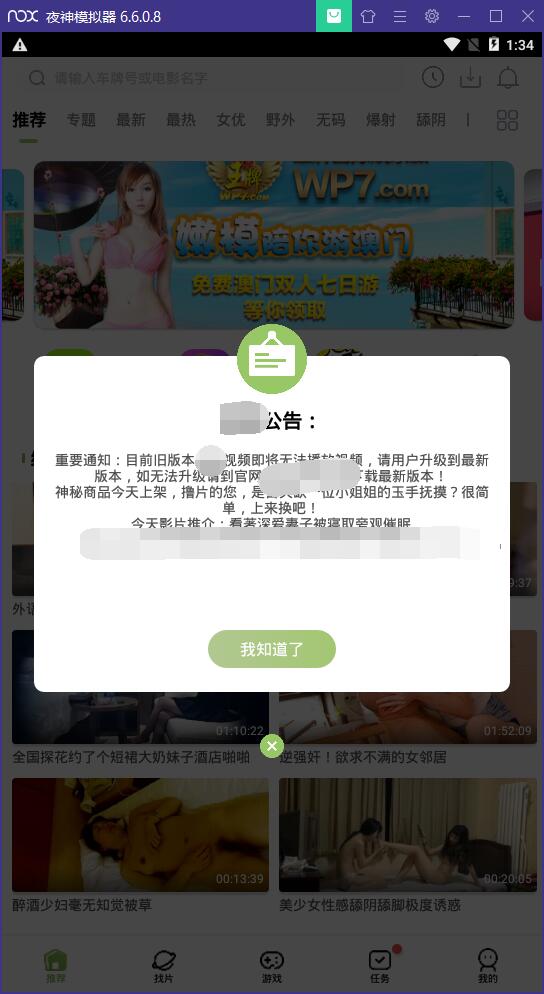 nox 夜神模拟器 6.6.0.8
1:34
请输入车牌号或电影名字
推荐 专题 最新 最热 女优 野外 无码 爆射 舔阴
王牌
WP7.com
WP7.COM
嫩模陪你游澳门
免费澳门双人七日游
等你领取
公告：
重要通知：目前旧版本 视频即将无法播放视频，请用户升级到最新
版本，如无法升级请到官网 下载最新版本！
神秘商品今天上架，撸片的您，是 一位小姐姐的玉手抚摸？很简
单，上来换吧！
今天影片推介：看著深爱妻子被寝取旁观催眠
9:37
外
我知道了
01:10:22
01:52:09
全国探花约了个短裙大奶妹子酒店啪啪
逆强奸！欲求不满的女邻居
00:13:39
00:20:05
醉酒少妇毫无知觉被草
美少女性感舔阴舔脚极度诱惑
推荐 找片 游戏 任务 我的